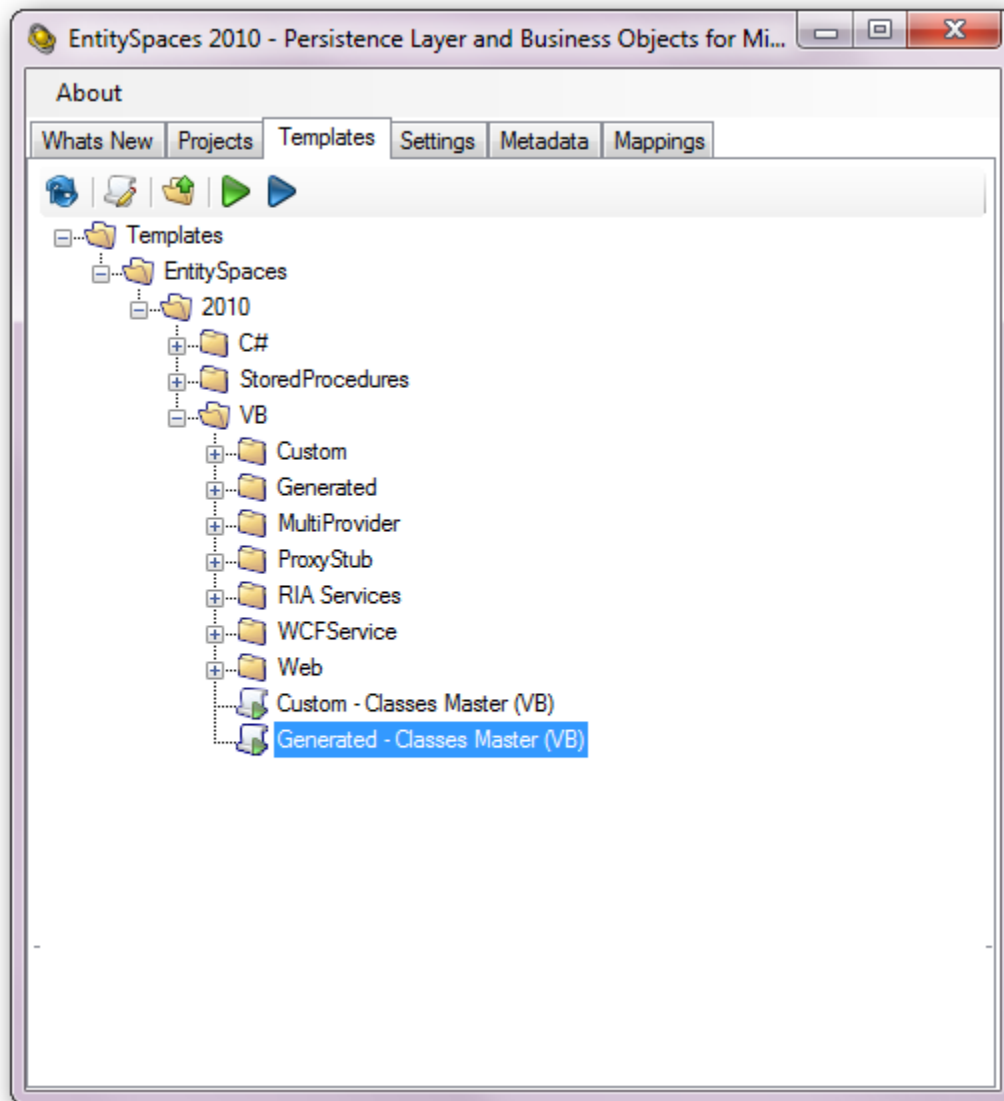 EntitySpaces 2010 - Persistence Layer and Business Objects for Mi...
About
Whats New Projects Templates Settings Metadata Mappings
Templates
EntitySpaces
2010
C#
StoredProcedures
VB
Custom
Generated
MultiProvider
ProxyStub
RIA Services
WCFService
Web
Custom - Classes Master (VB)
Generated - Classes Master (VB)